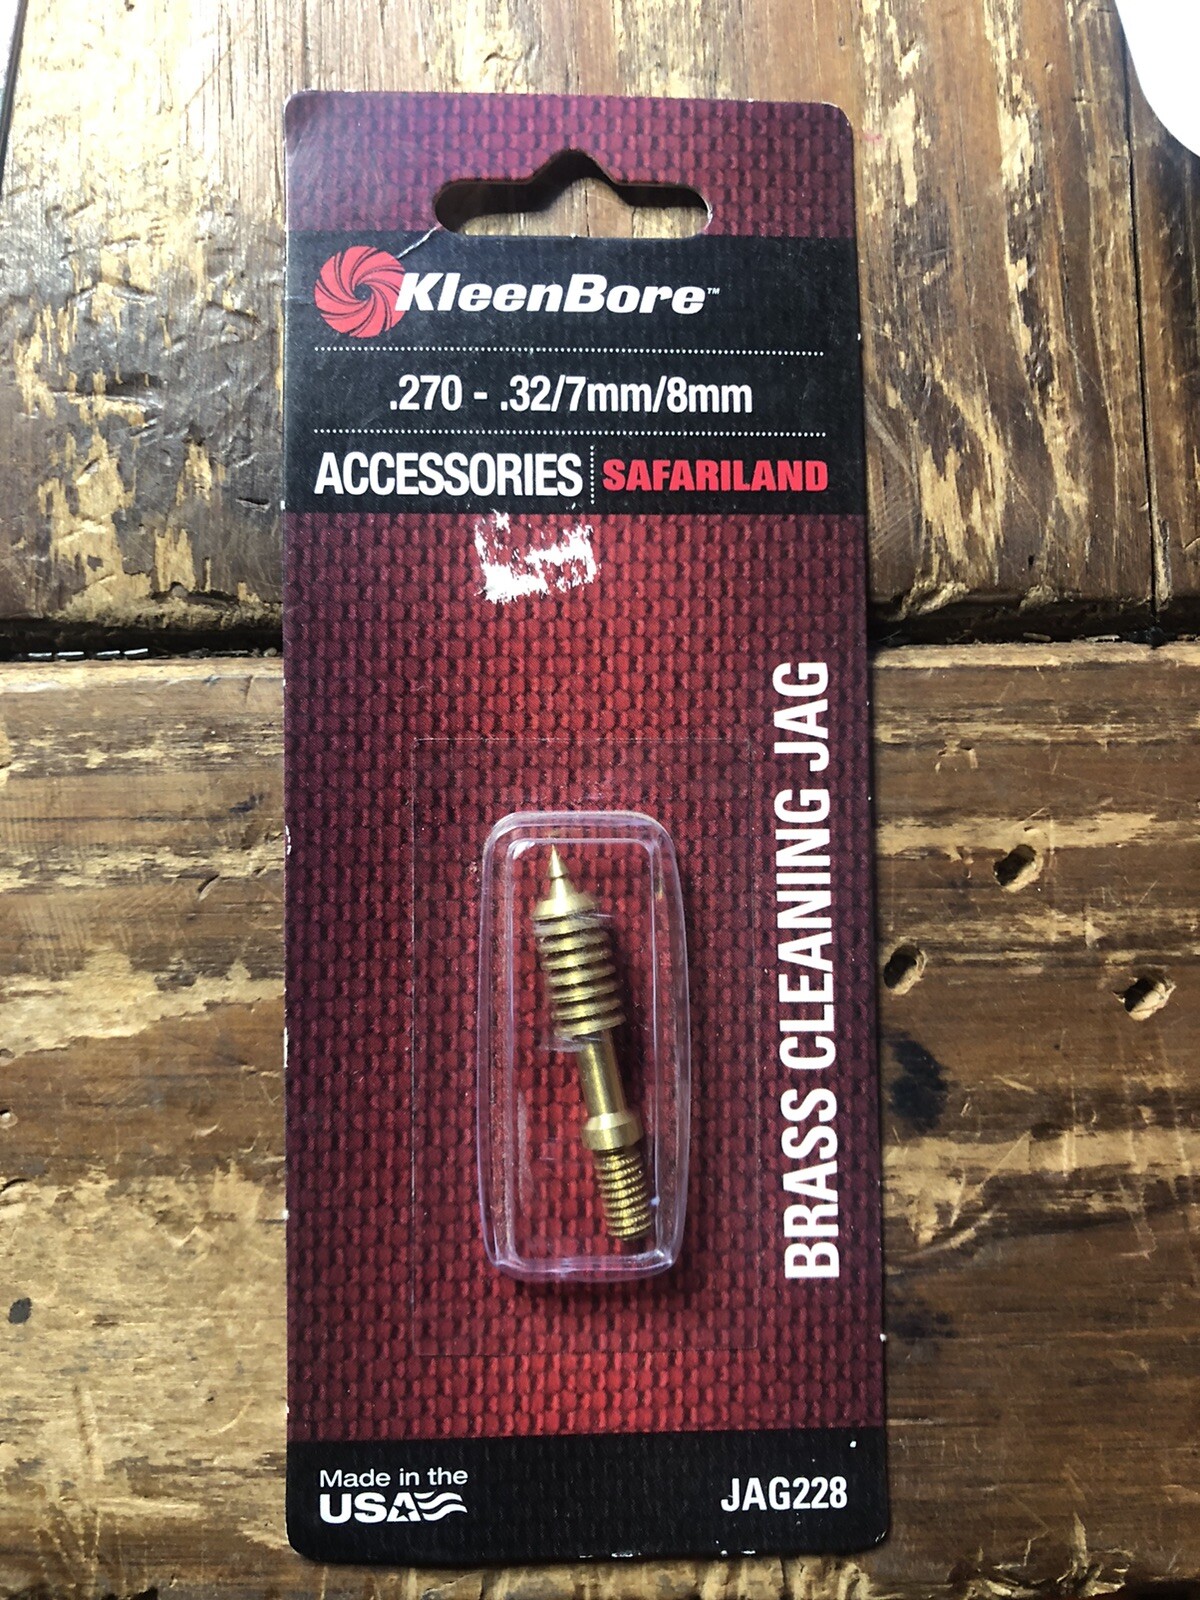 KleenBore™
.270 - .32/7mm/8mm
ACCESSORIES SAFARILAND
BRASS CLEANING JAG
Made in the
USA
JAG228